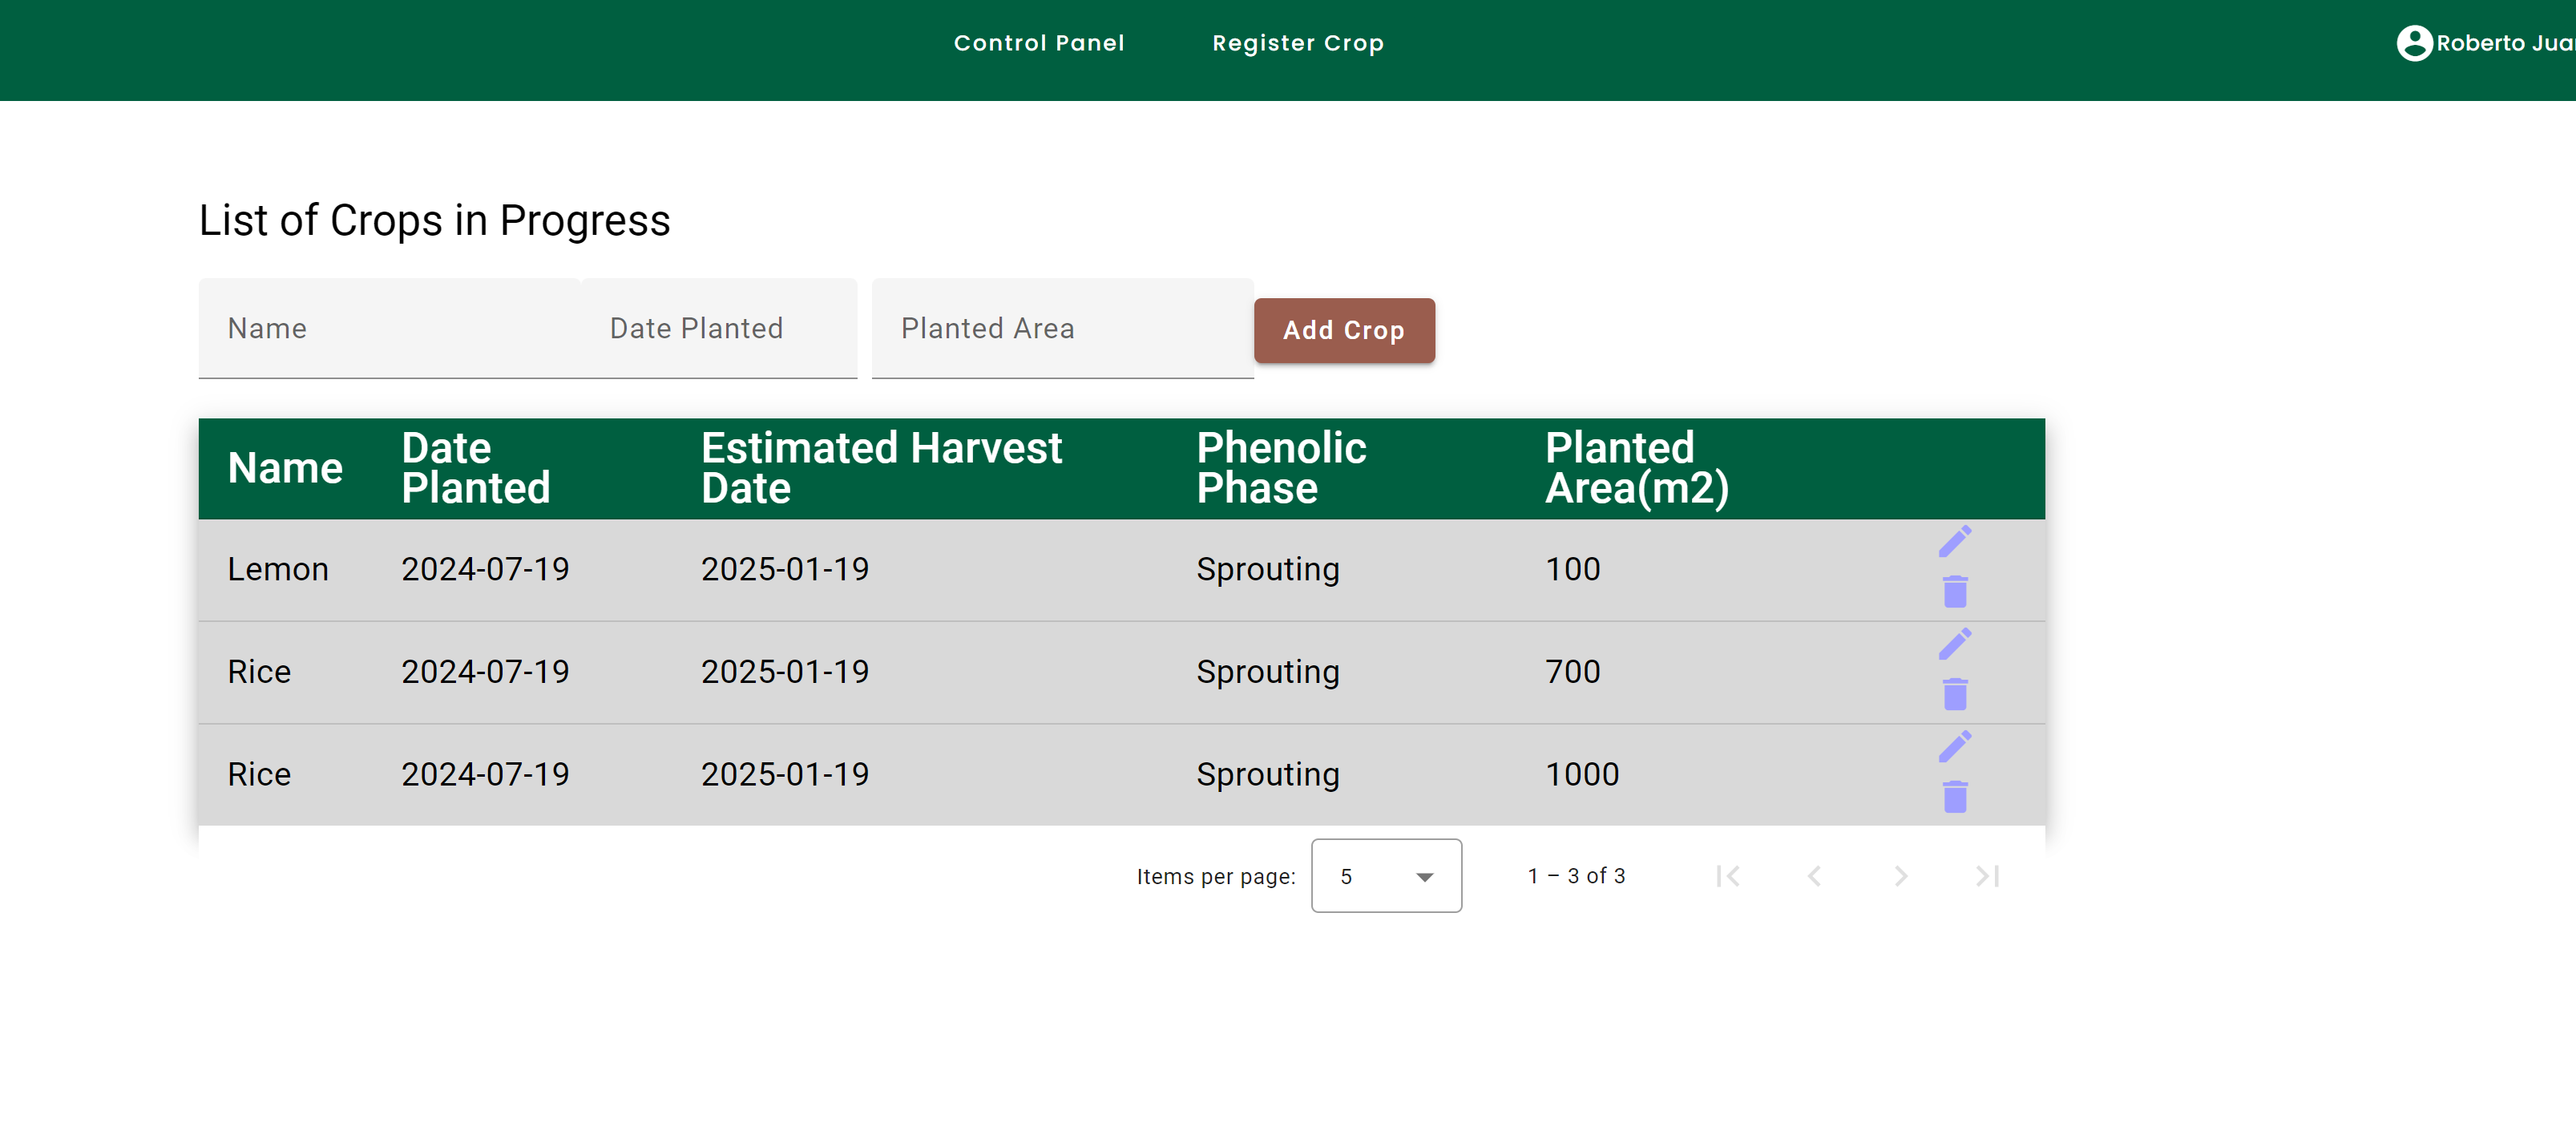 Control Panel Register Crop Roberto
List of Crops in Progress
Name Date Planted Planted Area Add Crop
Name Date Planted Estimated Harvest Date Phenolic Phase Planted Area(m2)
Lemon 2024-07-19 2025-01-19 Sprouting 100
Rice 2024-07-19 2025-01-19 Sprouting 700
Rice 2024-07-19 2025-01-19 Sprouting 1000
Items per page: 5 1 – 3 of 3